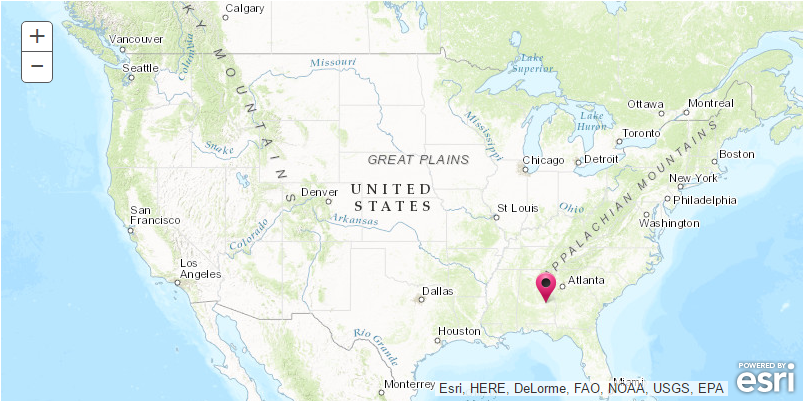 Calgary
KY MOUNTAINS
+
−
Vancouver
Columbia
Seattle
Missouri
Lake
Superior
Ottawa
Montreal
Mississippi
Lake
Huron
Toronto
Snake
GREAT PLAINS
Chicago
Detroit
Boston
New York
Denver
UNITED
STATES
Philadelphia
San
Francisco
Arkansas
St Louis
Ohio
APPALACHIAN MOUNTAINS
Washington
Colorado
Los
Angeles
Atlanta
Dallas
Houston
Rio Grande
Monterrey
Miami
Esri, HERE, DeLorme, FAO, NOAA, USGS, EPA
POWERED BY
esri